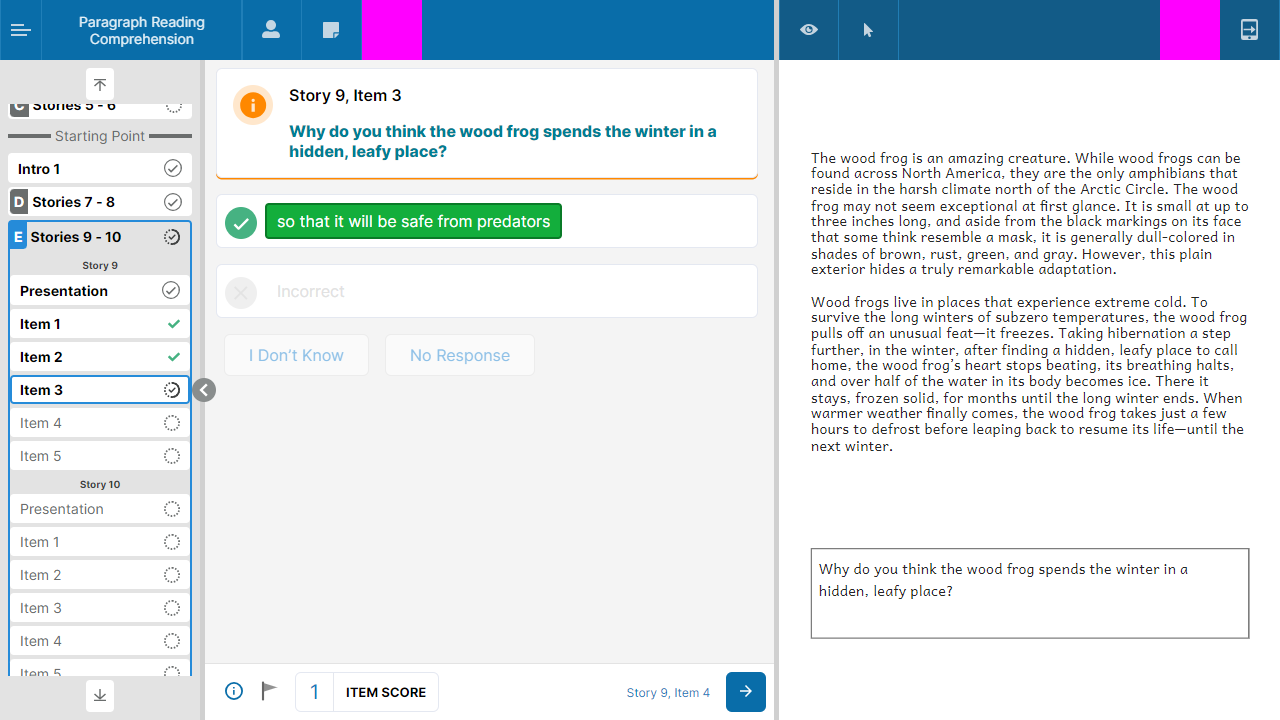 Paragraph Reading
Comprehension
C Stories 5 - 6
Starting Point
Intro 1
D Stories 7 - 8
E Stories 9 - 10
Story 9
Presentation
Item 1
Item 2
Item 3
Item 4
Item 5
Story 10
Presentation
Item 1
Item 2
Item 3
Item 4
Item 5
Story 9, Item 3
Why do you think the wood frog spends the winter in a
hidden, leafy place?
so that it will be safe from predators
Incorrect
I Don't Know
No Response
1 ITEM SCORE
Story 9, Item 4
The wood frog is an amazing creature. While wood frogs can be
found across North America, they are the only amphibians that
reside in the harsh climate north of the Arctic Circle. The wood
frog may not seem exceptional at first glance. It is small at up to
three inches long, and aside from the black markings on its face
that some think resemble a mask, it is generally dull-colored in
shades of brown, rust, green, and gray. However, this plain
exterior hides a truly remarkable adaptation.
Wood frogs live in places that experience extreme cold. To
survive the long winters of subzero temperatures, the wood frog
pulls off an unusual feat—it freezes. Taking hibernation a step
further, in the winter, after finding a hidden, leafy place to call
home, the wood frog's heart stops beating, its breathing halts,
and over half of the water in its body becomes ice. There it
stays, frozen solid, for months until the long winter ends. When
warmer weather finally comes, the wood frog takes just a few
hours to defrost before leaping back to resume its life—until the
next winter.
Why do you think the wood frog spends the winter in a
hidden, leafy place?